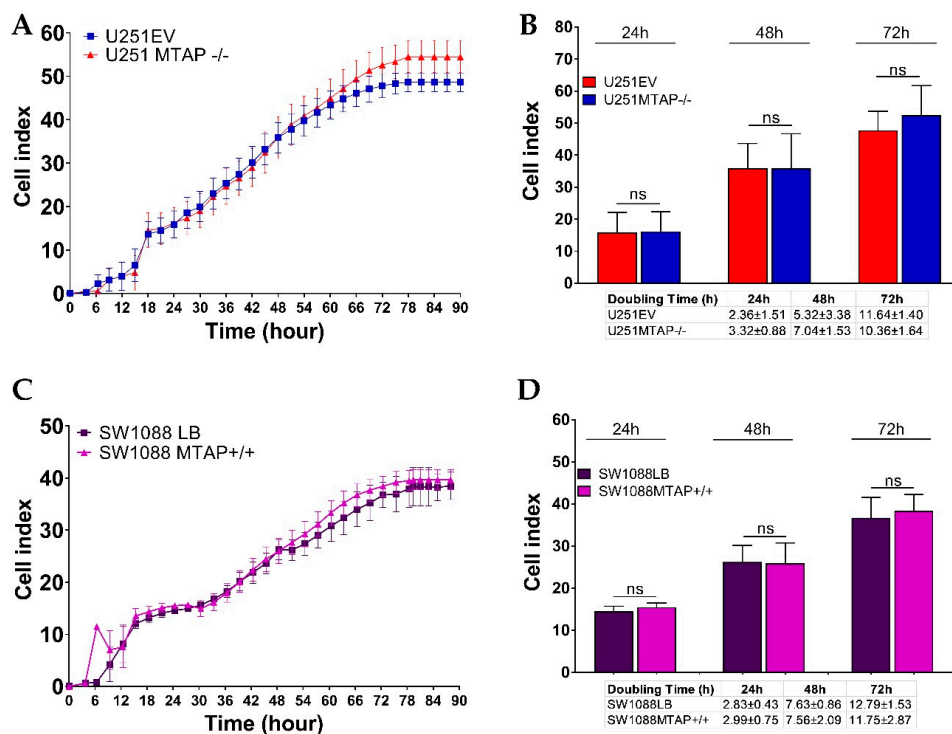 A
U251EV
U251 MTAP -/-
Cell index
60
50
40
30
20
10
0
0 6 12 18 24 30 36 42 48 54 60 66 72 78 84 90
Time (hour)
B
24h 48h 72h
U251EV
U251MTAP-/-
ns ns ns
Cell index
80
70
60
50
40
30
20
10
0
Doubling Time (h) 24h 48h 72h
U251EV 2.36±1.51 5.32±3.38 11.64±1.40
U251MTAP-/- 3.32±0.88 7.04±1.53 10.36±1.64
C
SW1088 LB
SW1088 MTAP+/+
Cell index
50
40
30
20
10
0
0 6 12 18 24 30 36 42 48 54 60 66 72 78 84 90
Time (hour)
D
24h 48h 72h
SW1088LB
SW1088MTAP+/+
ns ns ns
Cell index
60
50
40
30
20
10
0
Doubling Time (h) 24h 48h 72h
SW1088LB 2.83±0.43 7.63±0.86 12.79±1.53
SW1088MTAP+/+ 2.99±0.75 7.56±2.09 11.75±2.87